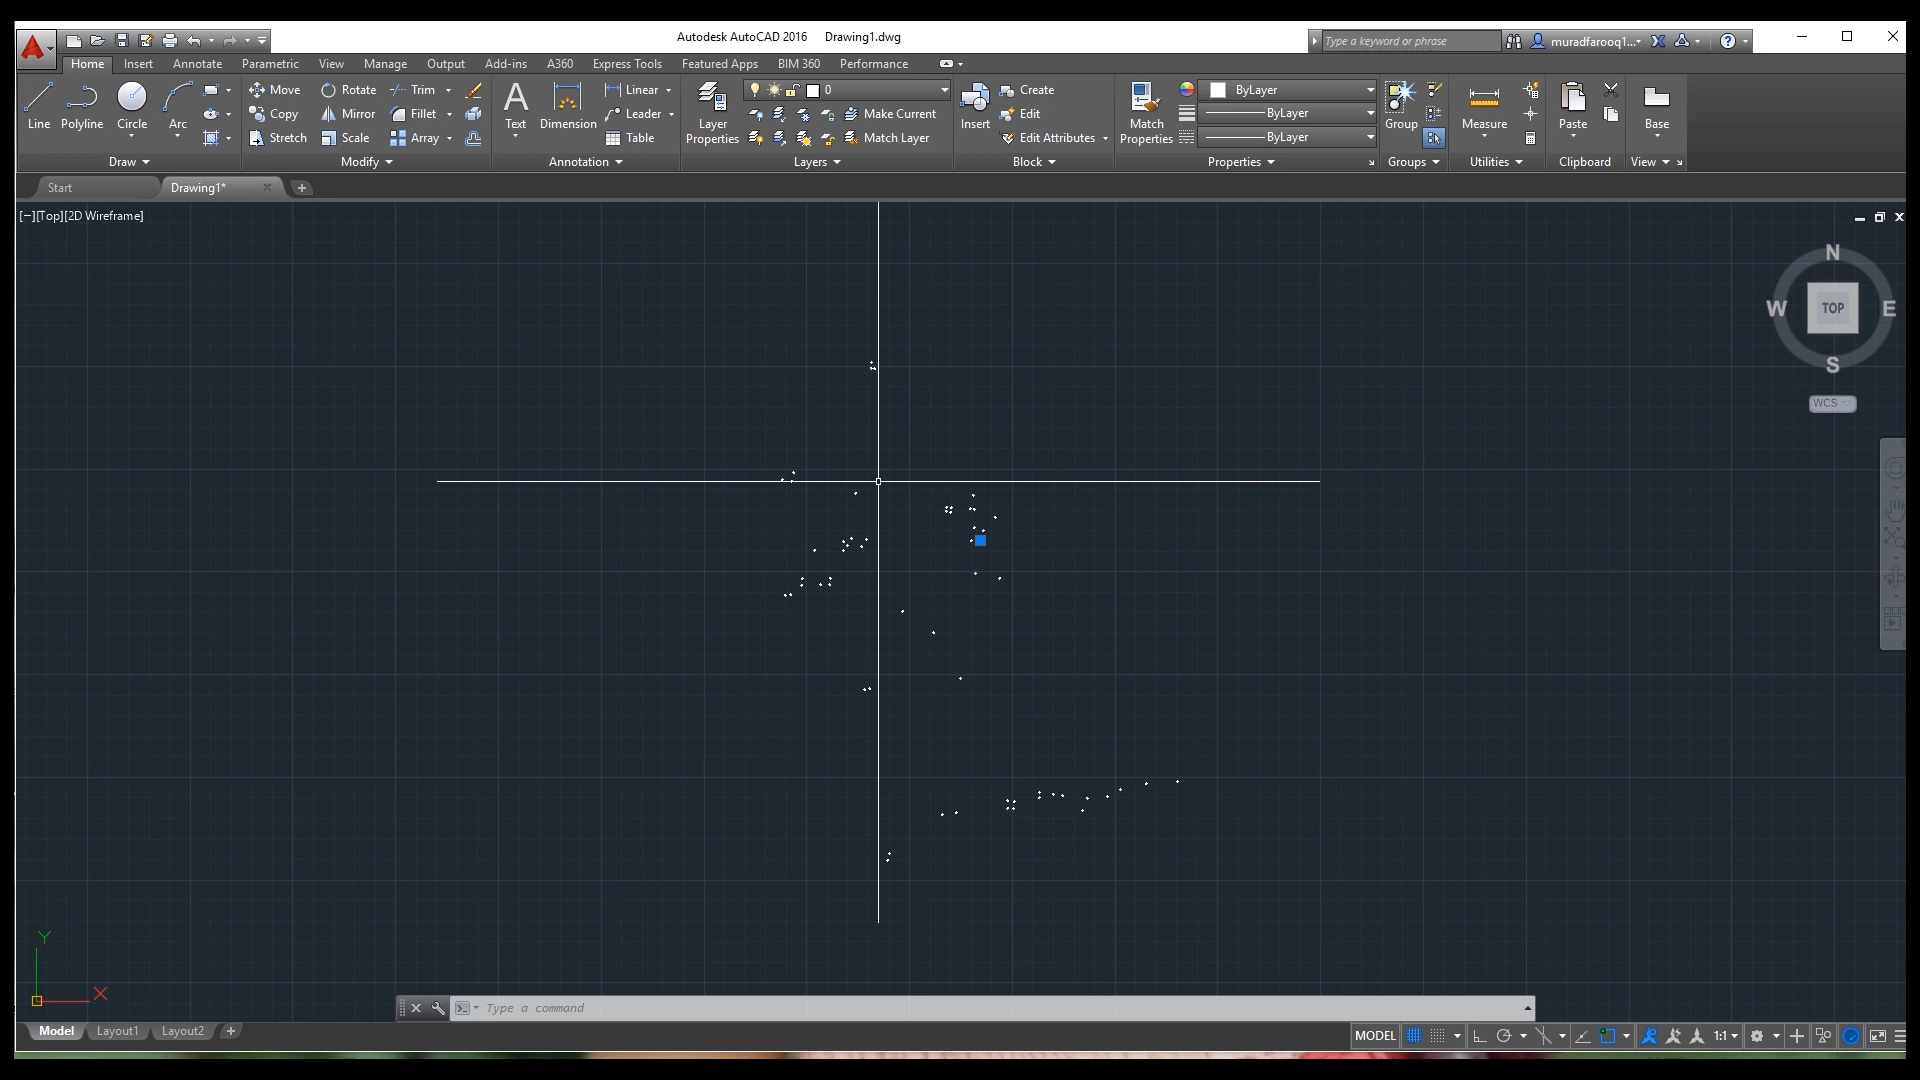 Autodesk AutoCAD 2016 Drawing1.dwg
Type a keyword or phrase
muradfarooq1...
Home Insert Annotate Parametric View Manage Output Add-ins A360 Express Tools Featured Apps BIM 360 Performance
Line Polyline Circle Arc
Move Rotate Trim
Copy Mirror Fillet
Stretch Scale Array
Text Dimension
Linear
Leader
Table
Layer Properties
0
Make Current
Match Layer
Insert
Create
Edit
Edit Attributes
Match Properties
ByLayer
ByLayer
ByLayer
Group
Measure
Paste
Base
Draw Modify Annotation Layers Block Properties Groups Utilities Clipboard View
Start Drawing1*
[−][Top][2D Wireframe]
N
W TOP E
S
WCS
Y
X
Type a command
Model Layout1 Layout2
MODEL 1:1